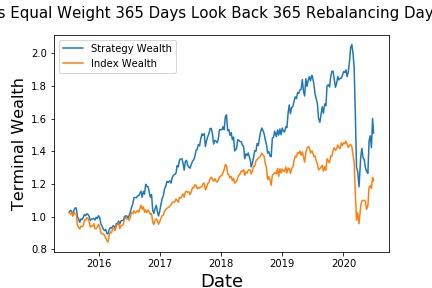 s Equal Weight 365 Days Look Back 365 Rebalancing Day
Strategy Wealth
Index Wealth
Terminal Wealth
2.0
1.8
1.6
1.4
1.2
1.0
0.8
2016
2017
2018
2019
2020
Date